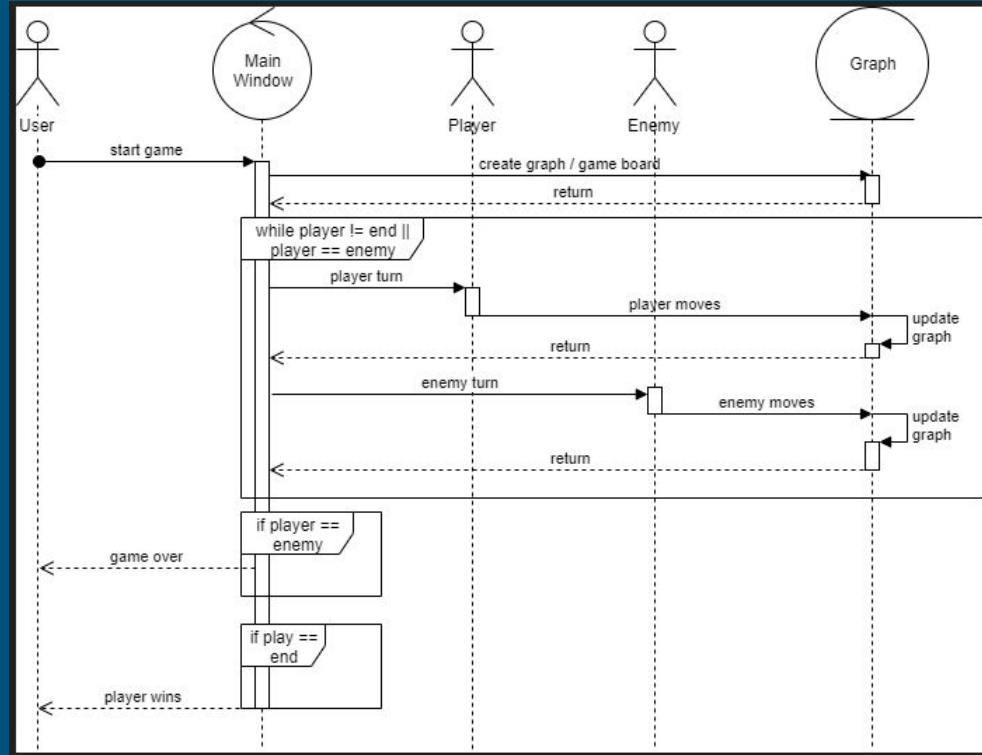 Main
Window
Graph
User
Player
Enemy
start game
create graph / game board
return
while player != end ||
player == enemy
player turn
player moves
update
graph
return
enemy turn
enemy moves
update
graph
return
if player ==
enemy
game over
if play ==
end
player wins